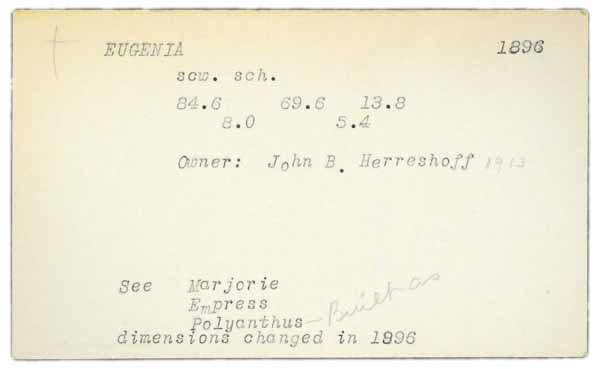 EUGENIA 1896
scw. sch.
84.6 69.6 13.8
8.0 5.4
Owner: John B. Herreshoff 1913
See Marjorie
Empress
Polyanthus — Built as
dimensions changed in 1896